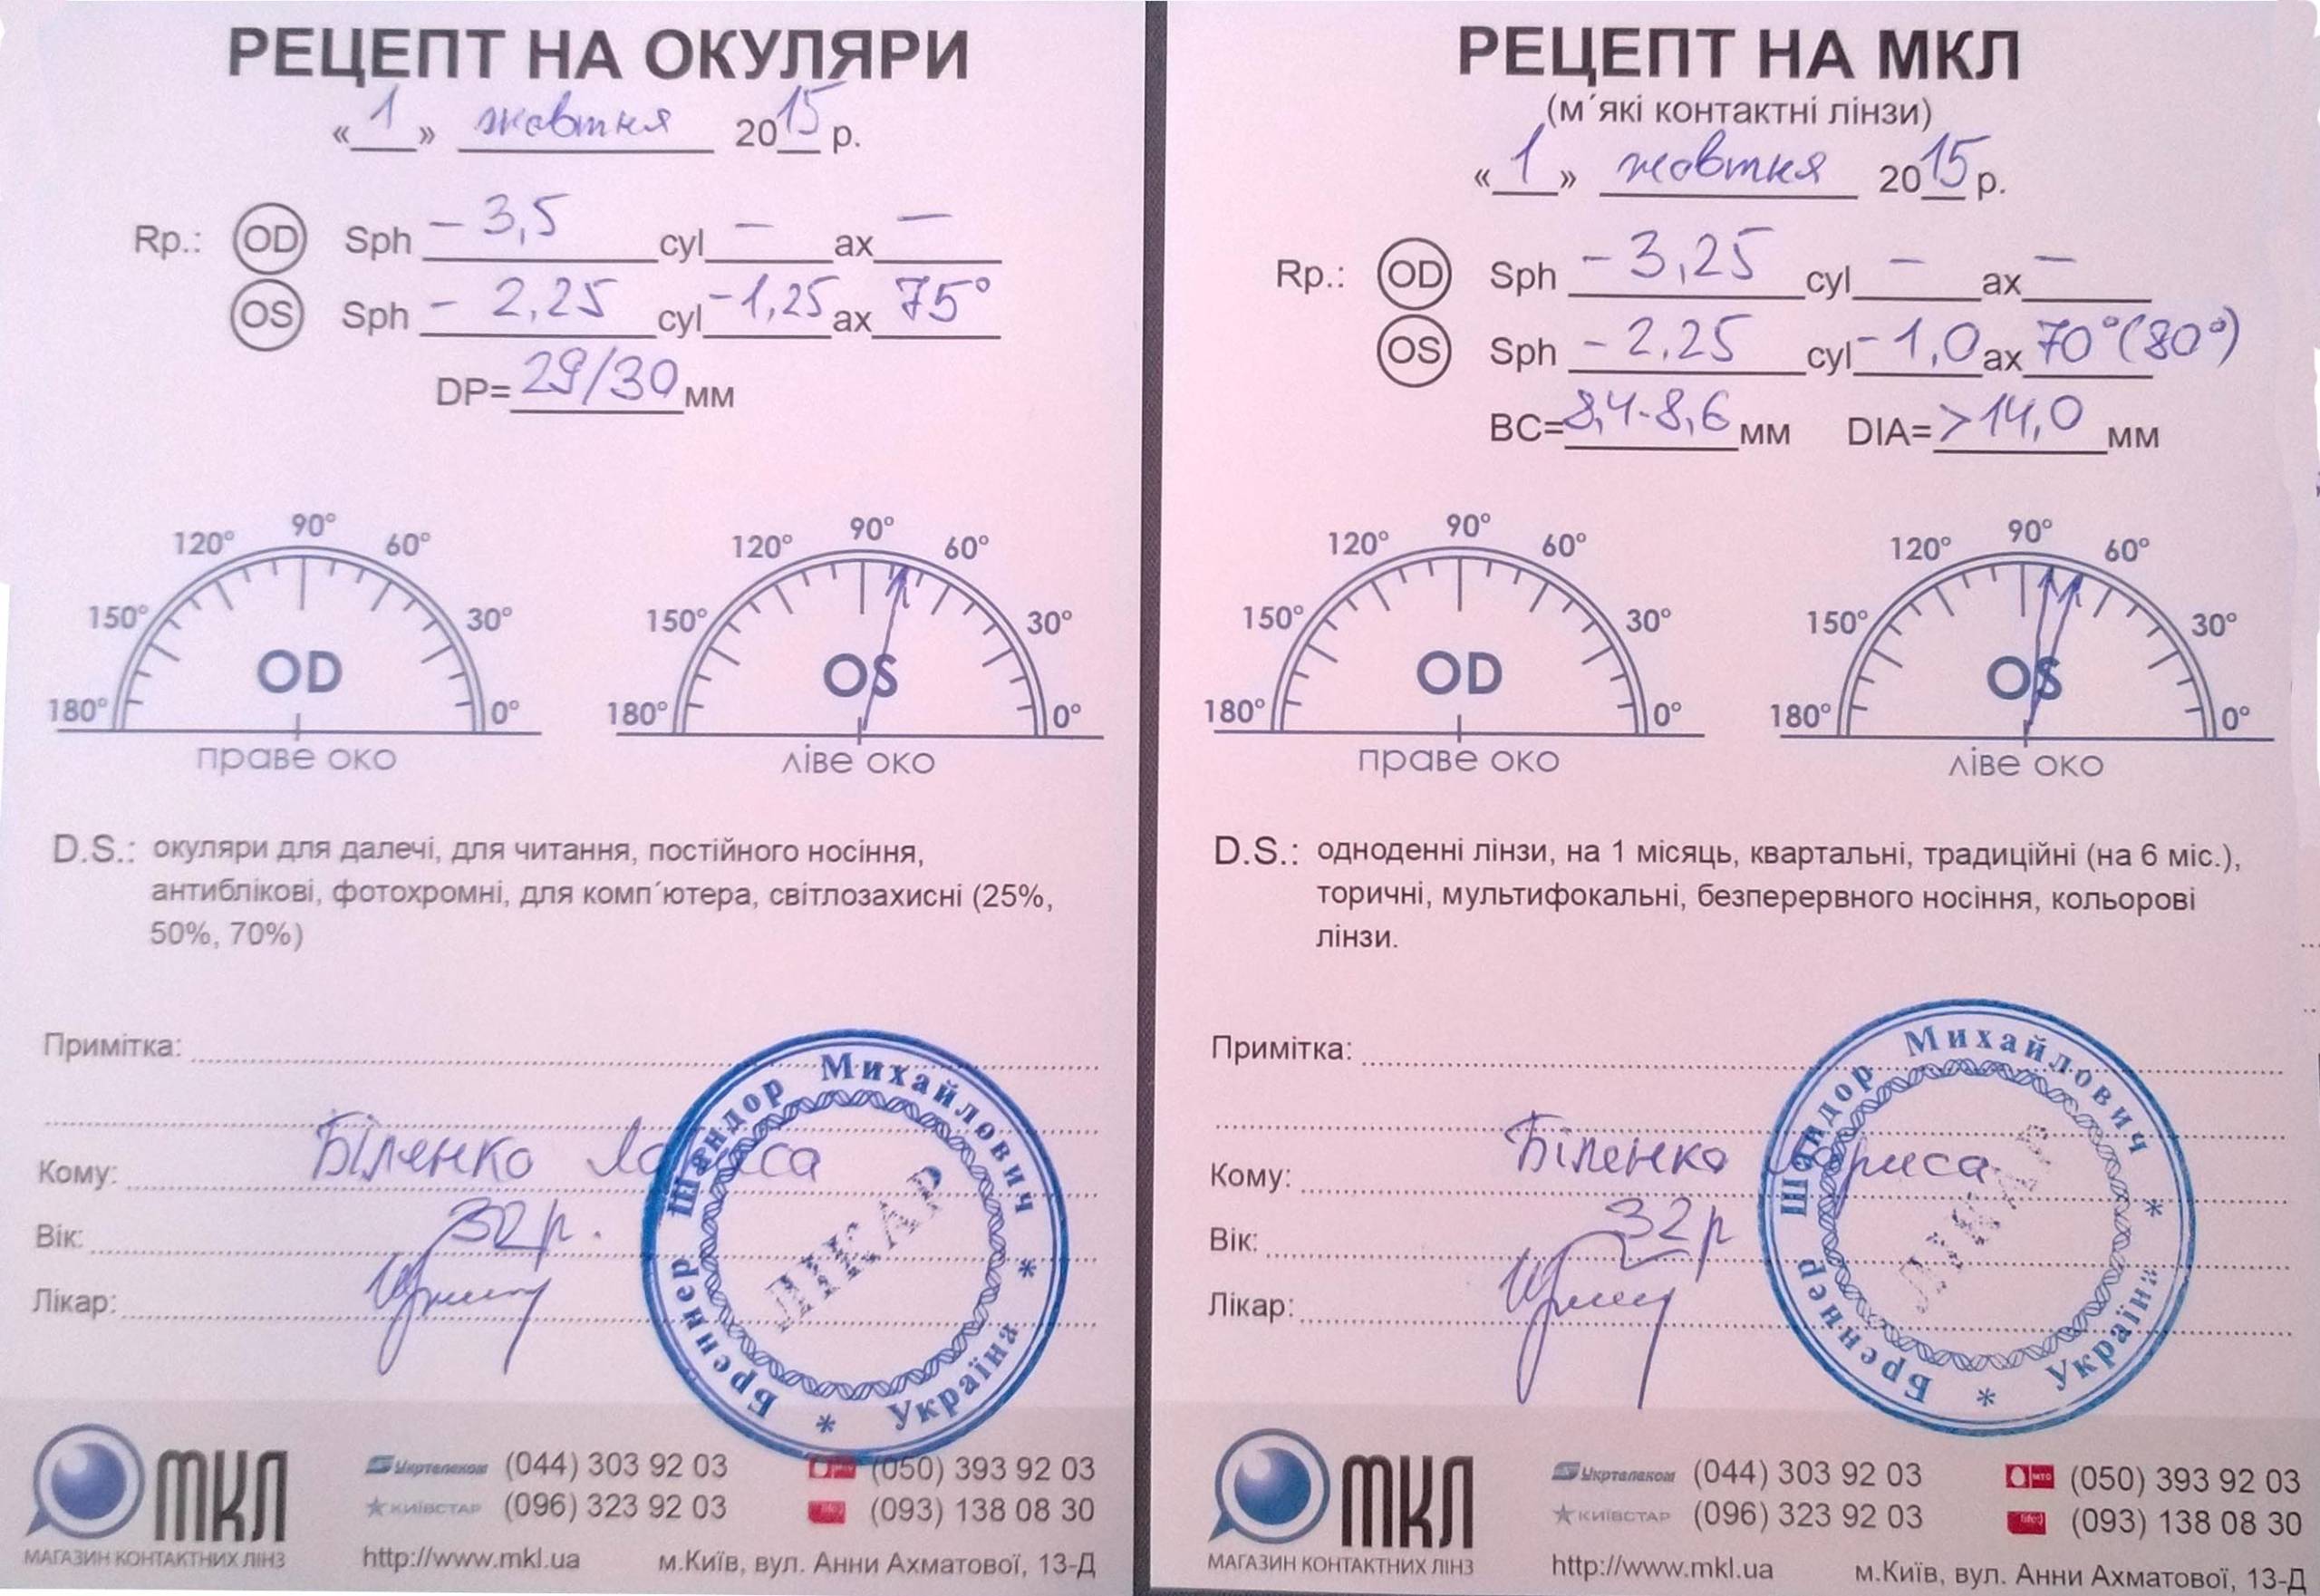 РЕЦЕПТ НА ОКУЛЯРИ
« 1 » жовтня 2015 р.
Rp.: OD Sph – 3,5 cyl – ax –
OS Sph – 2,25 cyl –1,25 ax 75°
DP= 29/30 мм
90°
120° 60°
150° 30°
OD
180° 0°
праве око
90°
120° 60°
150° 30°
OS
180° 0°
ліве око
D.S.: окуляри для далечі, для читання, постійного носіння,
антиблікові, фотохромні, для комп´ютера, світлозахисні (25%,
50%, 70%)
Примітка:
Кому: Біленко Лариса
Вік: 32 р.
Лікар:
Бреннер Шандор Михайлович * Україна *
ЛІКАР
МКЛ
МАГАЗИН КОНТАКТНИХ ЛІНЗ
Укртелеком (044) 303 92 03 (050) 393 92 03
КИЇВСТАР (096) 323 92 03 life:) (093) 138 08 30
http://www.mkl.ua м.Київ, вул. Анни Ахматової, 13-Д
РЕЦЕПТ НА МКЛ
(м´які контактні лінзи)
« 1 » жовтня 2015 р.
Rp.: OD Sph – 3,25 cyl – ax –
OS Sph – 2,25 cyl –1,0 ax 70° (80°)
BC= 8,4-8,6 мм DIA= >14,0 мм
90°
120° 60°
150° 30°
OD
180° 0°
праве око
90°
120° 60°
150° 30°
OS
180° 0°
ліве око
D.S.: одноденні лінзи, на 1 місяць, квартальні, традиційні (на 6 міс.),
торичні, мультифокальні, безперервного носіння, кольорові
лінзи.
Примітка:
Кому: Біленко Лариса
Вік: 32 р
Лікар:
Бреннер Шандор Михайлович * Україна *
ЛІКАР
МКЛ
МАГАЗИН КОНТАКТНИХ ЛІНЗ
Укртелеком (044) 303 92 03 МТС (050) 393 92 03
КИЇВСТАР (096) 323 92 03 life:) (093) 138 08 30
http://www.mkl.ua м.Київ, вул. Анни Ахматової, 13-Д